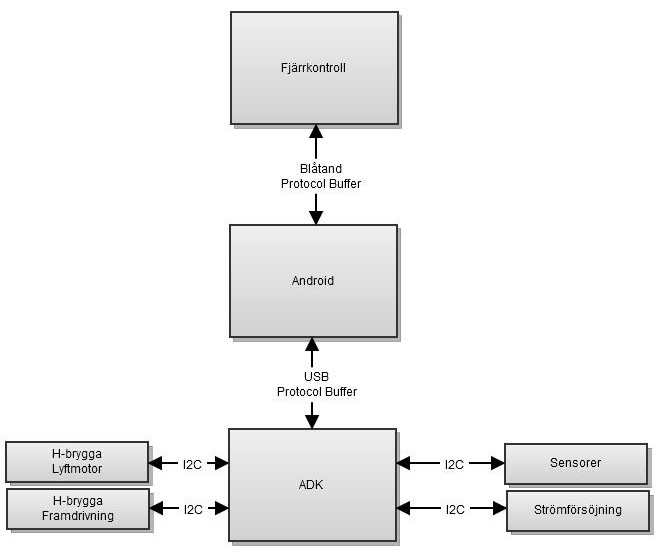 Fjärrkontroll
Blåtand
Protocol Buffer
Android
USB
Protocol Buffer
H-brygga
Lyftmotor
I2C
ADK
I2C
Sensorer
H-brygga
Framdrivning
I2C
I2C
Strömförsöjning